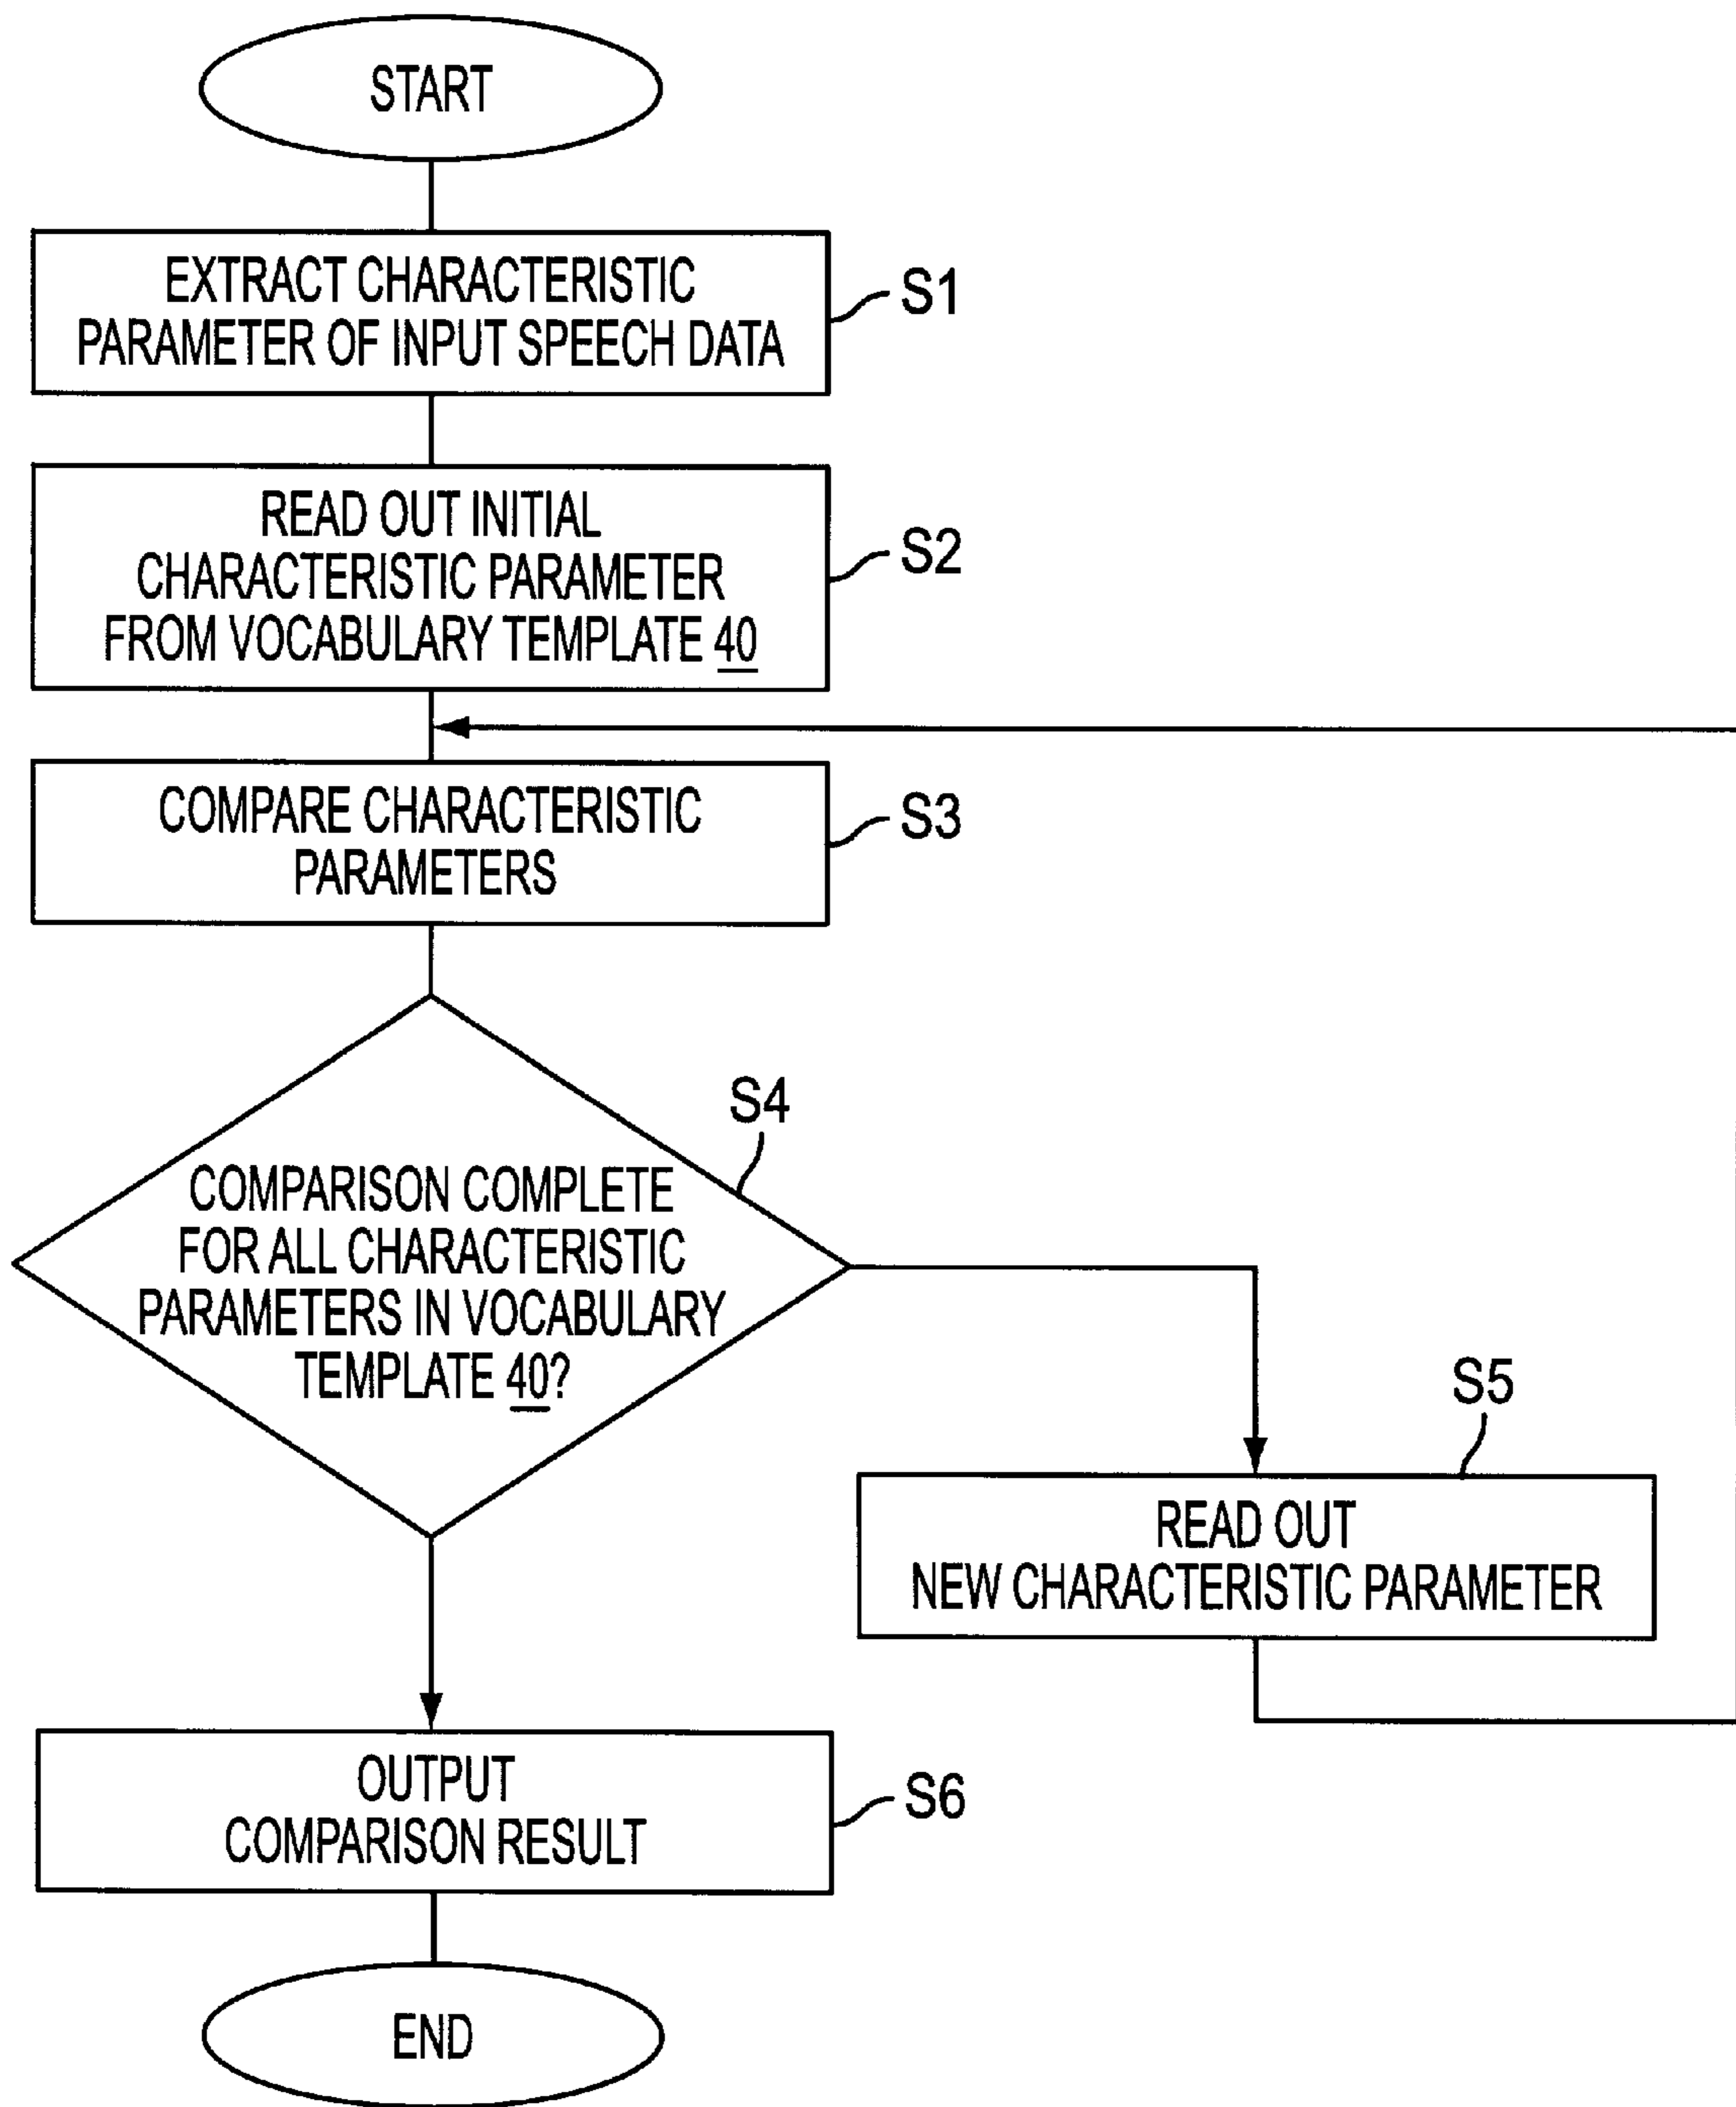 START
EXTRACT CHARACTERISTIC
PARAMETER OF INPUT SPEECH DATA
S1
READ OUT INITIAL
CHARACTERISTIC PARAMETER
FROM VOCABULARY TEMPLATE 40
S2
COMPARE CHARACTERISTIC
PARAMETERS
S3
S4
COMPARISON COMPLETE
FOR ALL CHARACTERISTIC
PARAMETERS IN VOCABULARY
TEMPLATE 40?
S5
READ OUT
NEW CHARACTERISTIC PARAMETER
OUTPUT
COMPARISON RESULT
S6
END